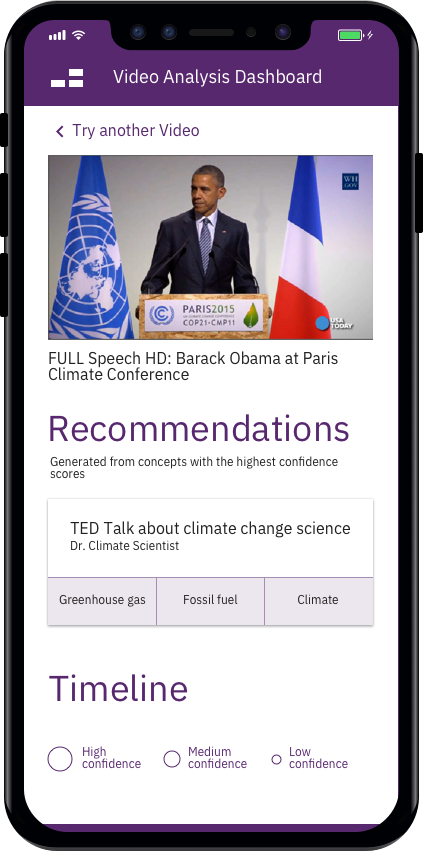 Video Analysis Dashboard
Try another Video
WH
GOV
PARIS2015
COP21·CMP11
USA
TODAY
FULL Speech HD: Barack Obama at Paris
Climate Conference
Recommendations
Generated from concepts with the highest confidence
scores
TED Talk about climate change science
Dr. Climate Scientist
Greenhouse gas
Fossil fuel
Climate
Timeline
High
confidence
Medium
confidence
Low
confidence